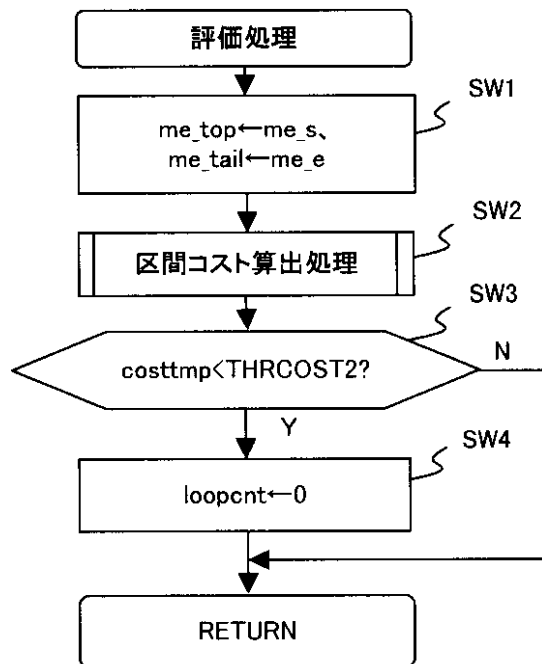 評価処理
SW1
me_top←me_s、
me_tail←me_e
SW2
区間コスト算出処理
SW3
costtmp<THRCOST2?
N
Y
SW4
loopcnt←0
RETURN